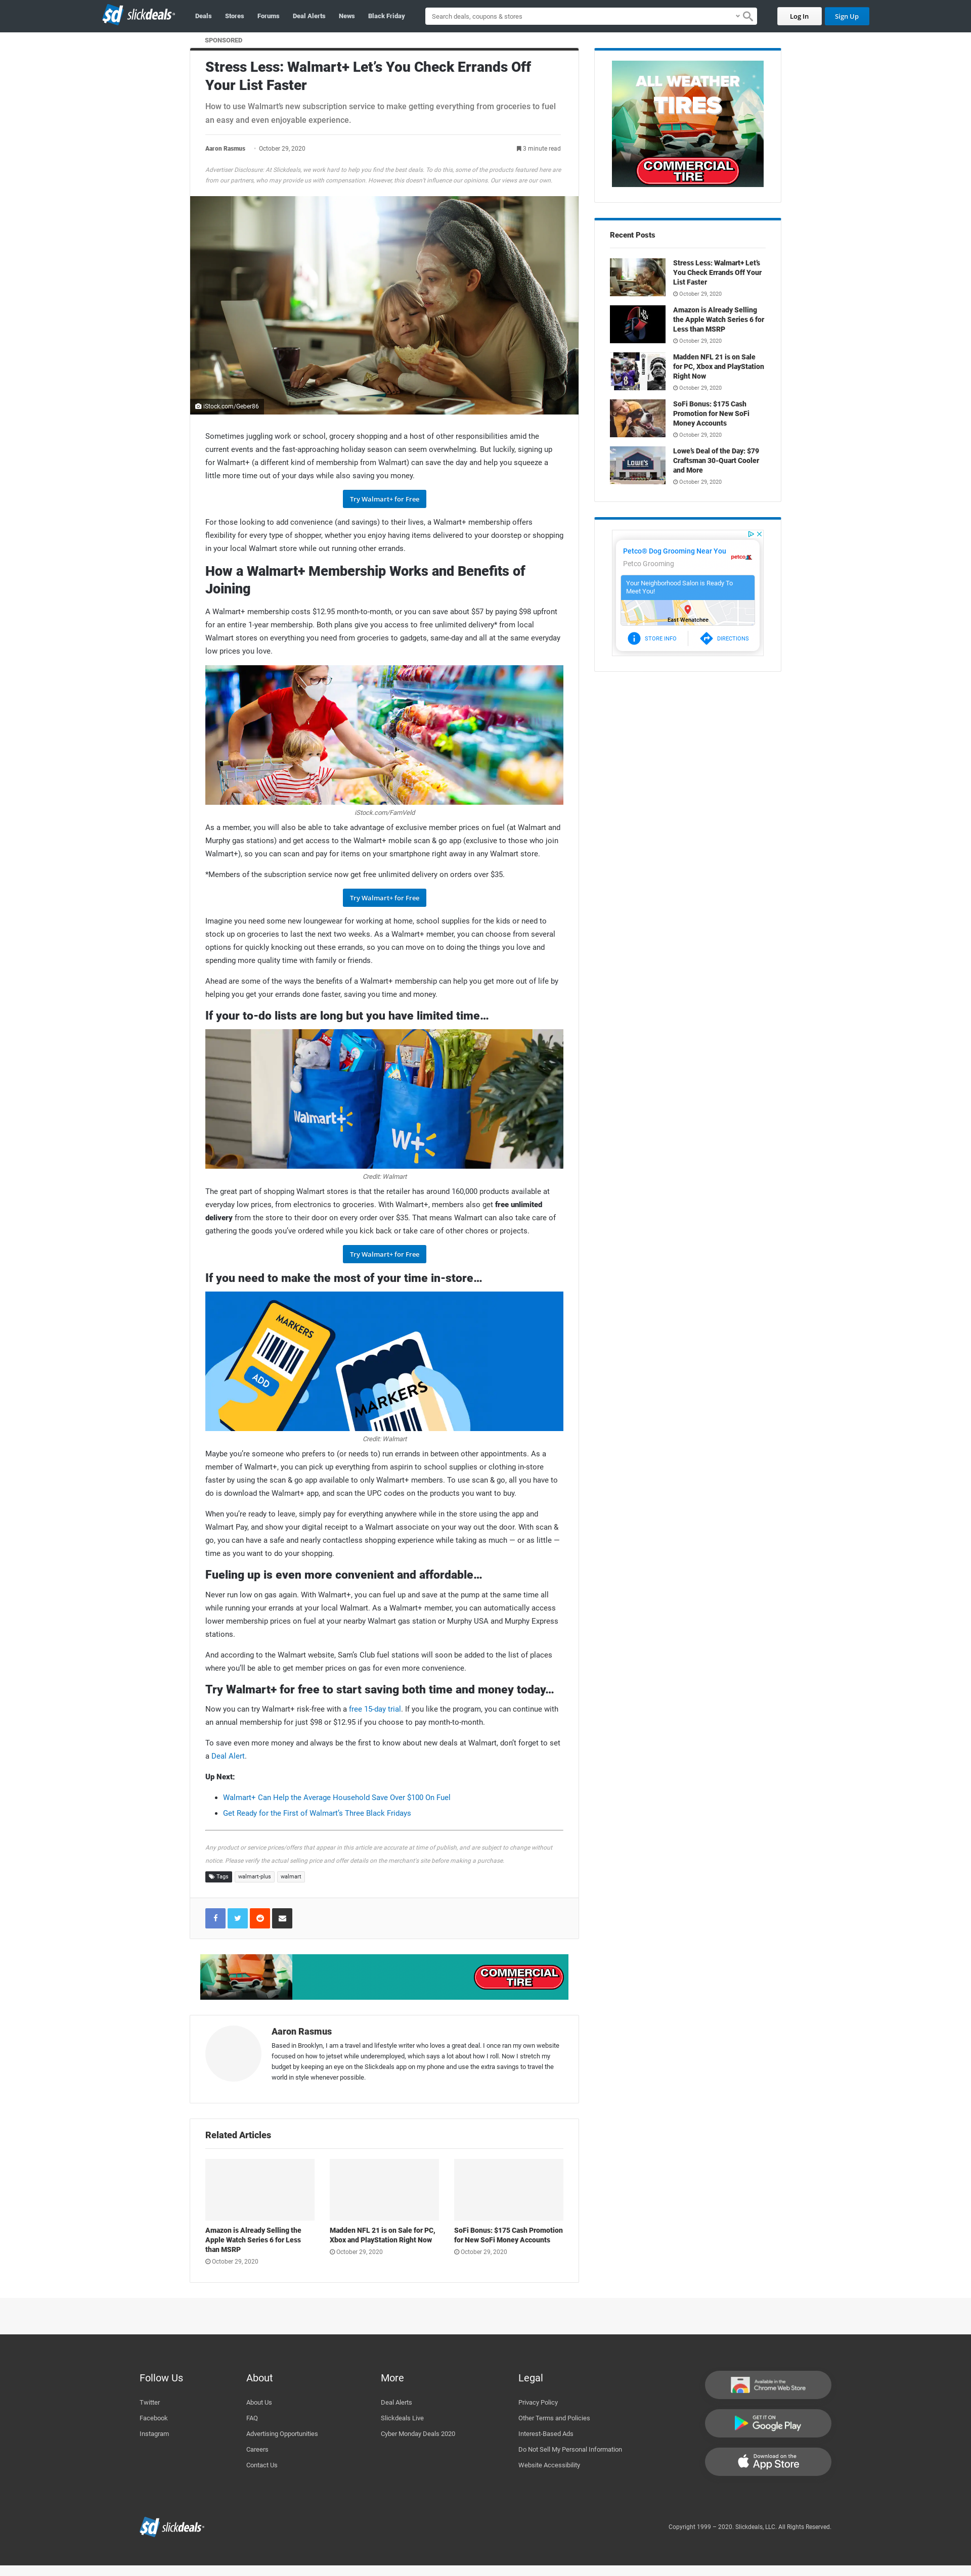 sd slickdeals
Deals
Stores
Forums
Deal Alerts
News
Black Friday
Search deals, coupons & stores
Log In
Sign Up
SPONSORED
Stress Less: Walmart+ Let’s You Check Errands Off
Your List Faster
How to use Walmart’s new subscription service to make getting everything from groceries to fuel
an easy and even enjoyable experience.
Aaron Rasmus
October 29, 2020
3 minute read
Advertiser Disclosure: At Slickdeals, we work hard to help you find the best deals. To do this, some of the products featured here are
from our partners, who may provide us with compensation. However, this doesn't influence our opinions. Our views are our own.
iStock.com/Geber86
Sometimes juggling work or school, grocery shopping and a host of other responsibilities amid the
current events and the fast-approaching holiday season can seem overwhelming. But luckily, signing up
for Walmart+ (a different kind of membership from Walmart) can save the day and help you squeeze a
little more time out of your days while also saving you money.
Try Walmart+ for Free
For those looking to add convenience (and savings) to their lives, a Walmart+ membership offers
flexibility for every type of shopper, whether you enjoy having items delivered to your doorstep or shopping
in your local Walmart store while out running other errands.
How a Walmart+ Membership Works and Benefits of
Joining
A Walmart+ membership costs $12.95 month-to-month, or you can save about $57 by paying $98 upfront
for an entire 1-year membership. Both plans give you access to free unlimited delivery* from local
Walmart stores on everything you need from groceries to gadgets, same-day and all at the same everyday
low prices you love.
iStock.com/FamVeld
As a member, you will also be able to take advantage of exclusive member prices on fuel (at Walmart and
Murphy gas stations) and get access to the Walmart+ mobile scan & go app (exclusive to those who join
Walmart+), so you can scan and pay for items on your smartphone right away in any Walmart store.
*Members of the subscription service now get free unlimited delivery on orders over $35.
Try Walmart+ for Free
Imagine you need some new loungewear for working at home, school supplies for the kids or need to
stock up on groceries to last the next two weeks. As a Walmart+ member, you can choose from several
options for quickly knocking out these errands, so you can move on to doing the things you love and
spending more quality time with family or friends.
Ahead are some of the ways the benefits of a Walmart+ membership can help you get more out of life by
helping you get your errands done faster, saving you time and money.
If your to-do lists are long but you have limited time…
Walmart+
W+
Credit: Walmart
The great part of shopping Walmart stores is that the retailer has around 160,000 products available at
everyday low prices, from electronics to groceries. With Walmart+, members also get free unlimited
delivery from the store to their door on every order over $35. That means Walmart can also take care of
gathering the goods you’ve ordered while you kick back or take care of other chores or projects.
Try Walmart+ for Free
If you need to make the most of your time in-store…
MARKERS
ADD
MARKERS
Credit: Walmart
Maybe you’re someone who prefers to (or needs to) run errands in between other appointments. As a
member of Walmart+, you can pick up everything from aspirin to school supplies or clothing in-store
faster by using the scan & go app available to only Walmart+ members. To use scan & go, all you have to
do is download the Walmart+ app, and scan the UPC codes on the products you want to buy.
When you’re ready to leave, simply pay for everything anywhere while in the store using the app and
Walmart Pay, and show your digital receipt to a Walmart associate on your way out the door. With scan &
go, you can have a safe and nearly contactless shopping experience while taking as much — or as little —
time as you want to do your shopping.
Fueling up is even more convenient and affordable…
Never run low on gas again. With Walmart+, you can fuel up and save at the pump at the same time all
while running your errands at your local Walmart. As a Walmart+ member, you can automatically access
lower membership prices on fuel at your nearby Walmart gas station or Murphy USA and Murphy Express
stations.
And according to the Walmart website, Sam’s Club fuel stations will soon be added to the list of places
where you’ll be able to get member prices on gas for even more convenience.
Try Walmart+ for free to start saving both time and money today…
Now you can try Walmart+ risk-free with a free 15-day trial. If you like the program, you can continue with
an annual membership for just $98 or $12.95 if you choose to pay month-to-month.
To save even more money and always be the first to know about new deals at Walmart, don’t forget to set
a Deal Alert.
Up Next:
Walmart+ Can Help the Average Household Save Over $100 On Fuel
Get Ready for the First of Walmart’s Three Black Fridays
Any product or service prices/offers that appear in this article are accurate at time of publish, and are subject to change without
notice. Please verify the actual selling price and offer details on the merchant’s site before making a purchase.
Tags
walmart-plus
walmart
COMMERCIAL
TIRE
Aaron Rasmus
Based in Brooklyn, I am a travel and lifestyle writer who loves a great deal. I once ran my own website
focused on how to jetset while underemployed, which says a lot about how I roll. Now I stretch my
budget by keeping an eye on the Slickdeals app on my phone and use the extra savings to travel the
world in style whenever possible.
Related Articles
Amazon is Already Selling the
Apple Watch Series 6 for Less
than MSRP
October 29, 2020
Madden NFL 21 is on Sale for PC,
Xbox and PlayStation Right Now
October 29, 2020
SoFi Bonus: $175 Cash Promotion
for New SoFi Money Accounts
October 29, 2020
ALL WEATHER
TIRES
COMMERCIAL
TIRE
Recent Posts
Stress Less: Walmart+ Let’s
You Check Errands Off Your
List Faster
October 29, 2020
Amazon is Already Selling
the Apple Watch Series 6 for
Less than MSRP
October 29, 2020
Madden NFL 21 is on Sale
for PC, Xbox and PlayStation
Right Now
October 29, 2020
SoFi Bonus: $175 Cash
Promotion for New SoFi
Money Accounts
October 29, 2020
LOWE'S
Lowe’s Deal of the Day: $79
Craftsman 30-Quart Cooler
and More
October 29, 2020
Petco® Dog Grooming Near You
Petco Grooming
petco
Your Neighborhood Salon is Ready To
Meet You!
East Wenatchee
STORE INFO
DIRECTIONS
Follow Us
Twitter
Facebook
Instagram
About
About Us
FAQ
Advertising Opportunities
Careers
Contact Us
More
Deal Alerts
Slickdeals Live
Cyber Monday Deals 2020
Legal
Privacy Policy
Other Terms and Policies
Interest-Based Ads
Do Not Sell My Personal Information
Website Accessibility
Available in the
Chrome Web Store
GET IT ON
Google Play
Download on the
App Store
sd slickdeals
Copyright 1999 – 2020. Slickdeals, LLC. All Rights Reserved.